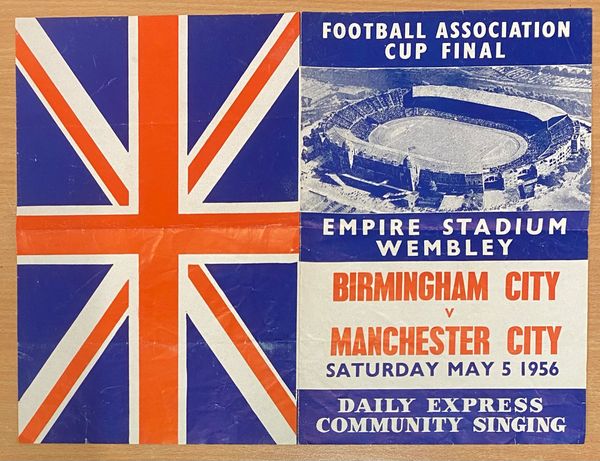 FOOTBALL ASSOCIATION
CUP FINAL
EMPIRE STADIUM
WEMBLEY
BIRMINGHAM CITY
V
MANCHESTER CITY
SATURDAY MAY 5 1956
DAILY EXPRESS
COMMUNITY SINGING